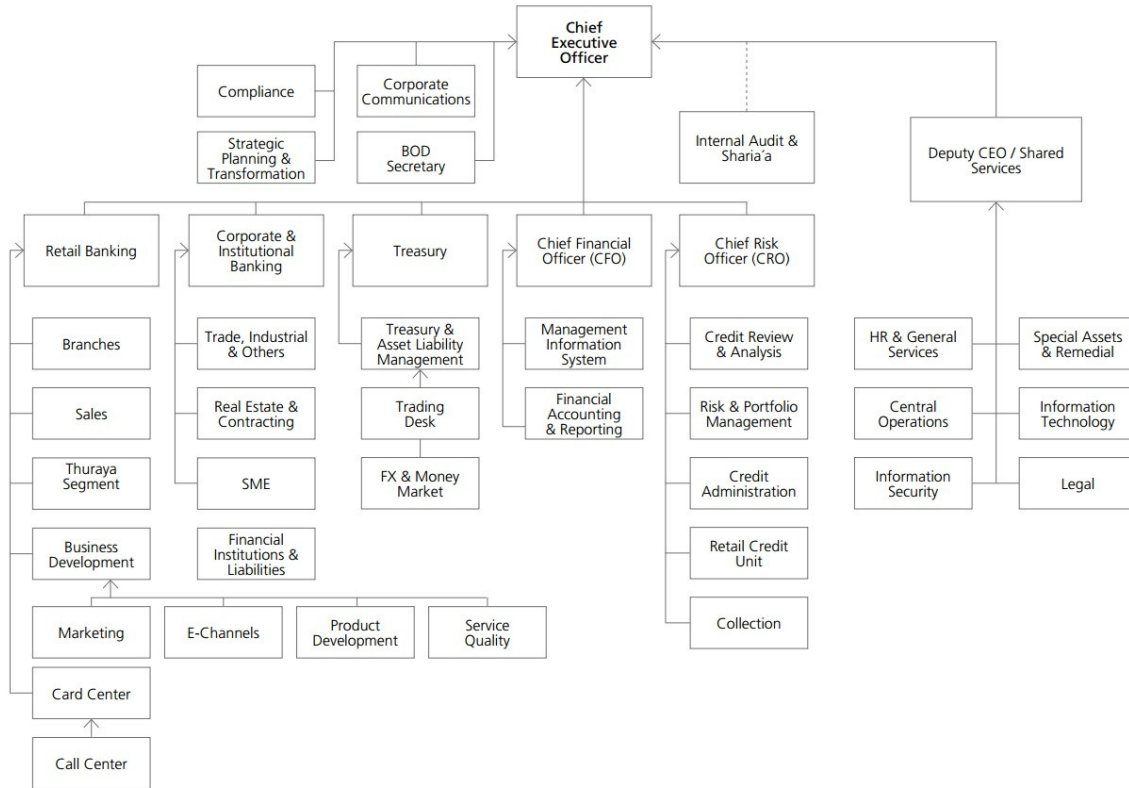 Chief
Executive
Officer
Compliance
Corporate
Communications
Strategic
Planning &
Transformation
BOD
Secretary
Internal Audit &
Sharia´a
Deputy CEO / Shared
Services
Retail Banking
Corporate &
Institutional
Banking
Treasury
Chief Financial
Officer (CFO)
Chief Risk
Officer (CRO)
Branches
Trade, Industrial
& Others
Treasury &
Asset Liability
Management
Management
Information
System
Credit Review
& Analysis
HR & General
Services
Special Assets
& Remedial
Sales
Real Estate &
Contracting
Trading
Desk
Financial
Accounting
& Reporting
Risk & Portfolio
Management
Central
Operations
Information
Technology
Thuraya
Segment
SME
FX & Money
Market
Credit
Administration
Information
Security
Legal
Business
Development
Financial
Institutions &
Liabilities
Retail Credit
Unit
Marketing
E-Channels
Product
Development
Service
Quality
Collection
Card Center
Call Center